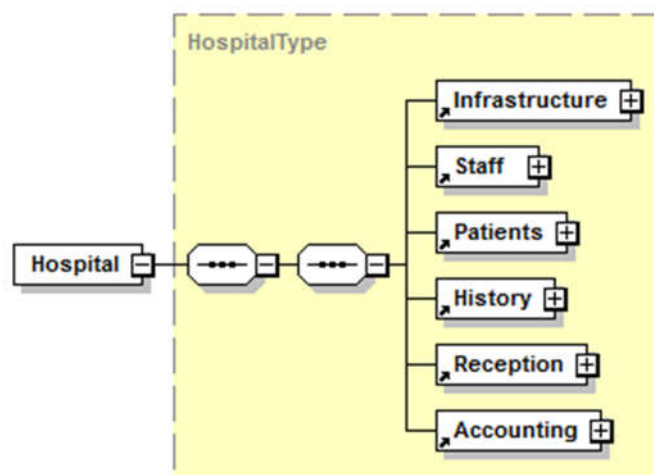 HospitalType
Infrastructure
Staff
Patients
Hospital
History
Reception
Accounting